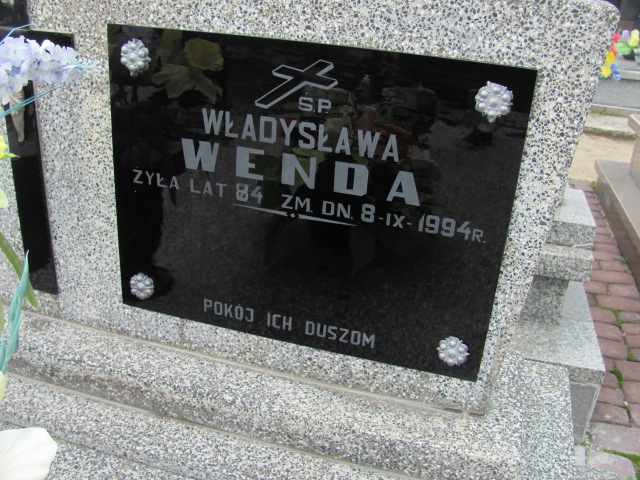 Ś.P.
WŁADYSŁAWA
WENDA
ŻYŁA LAT 84 ZM. DN. 8-IX-1994R.
POKÓJ ICH DUSZOM